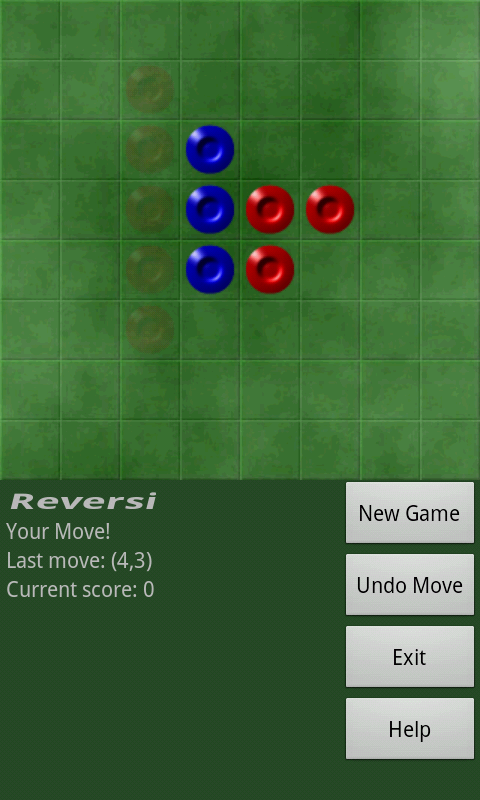 Reversi
Your Move!
Last move: (4,3)
Current score: 0
New Game
Undo Move
Exit
Help